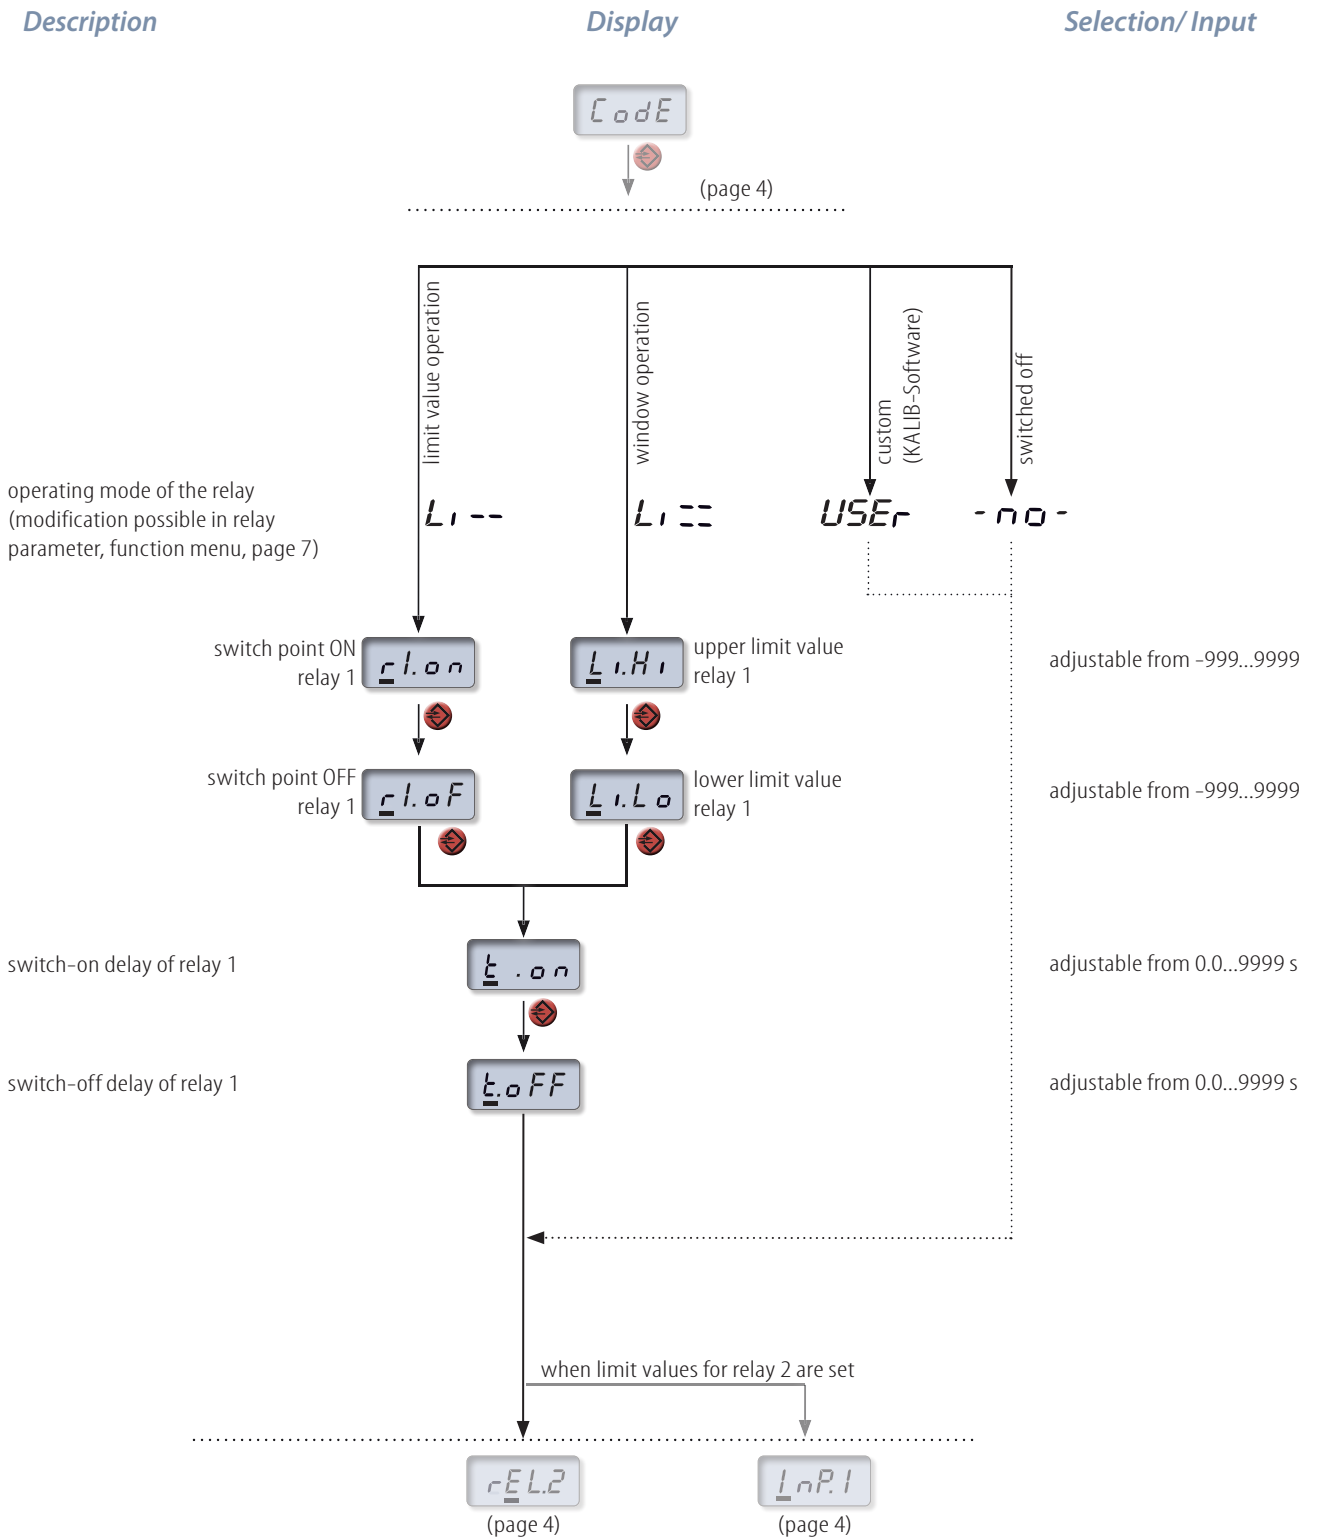 Description
Display
Selection/ Input
CodE
(page 4)
limit value operation
window operation
custom
(KALIB-Software)
switched off
operating mode of the relay
(modification possible in relay
parameter, function menu, page 7)
Li --
Li ==
USEr
-no-
switch point ON
relay 1
r1.on
Li.Hi
upper limit value
relay 1
adjustable from -999...9999
switch point OFF
relay 1
r1.oF
Li.Lo
lower limit value
relay 1
adjustable from -999...9999
switch-on delay of relay 1
t .on
adjustable from 0.0...9999 s
switch-off delay of relay 1
t.oFF
adjustable from 0.0...9999 s
when limit values for relay 2 are set
rEL.2
InP.1
(page 4)
(page 4)